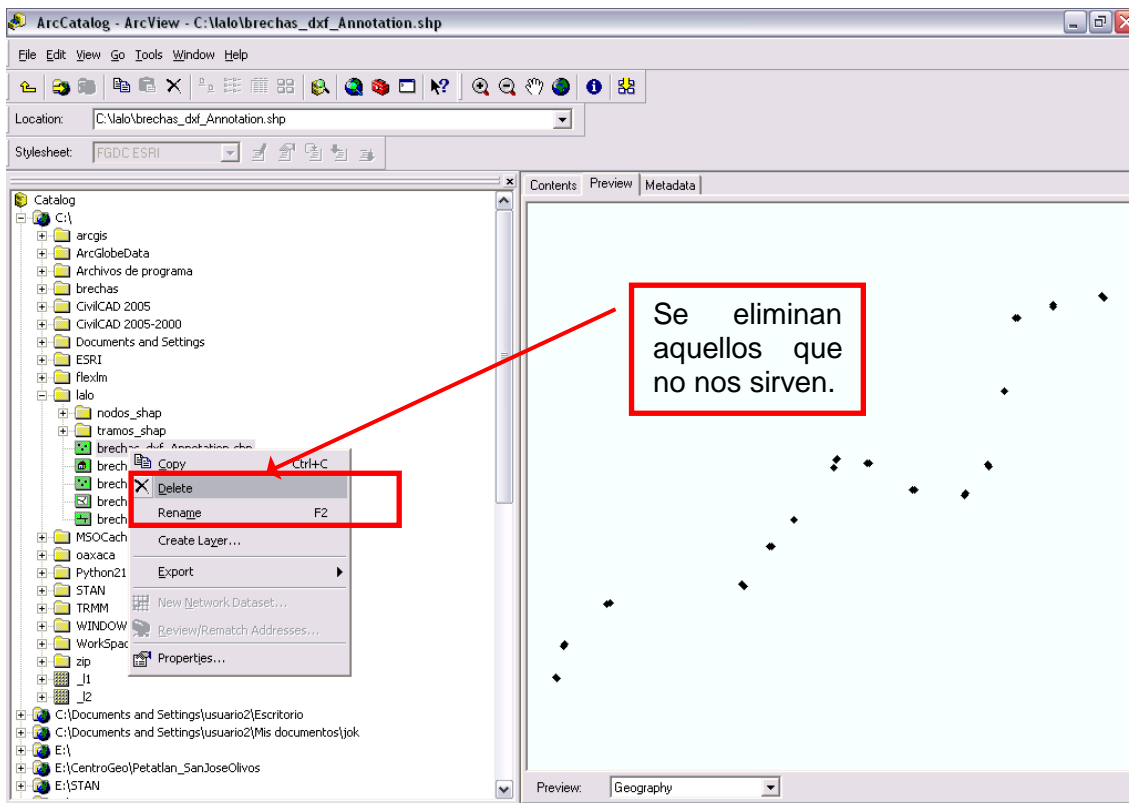 ArcCatalog - ArcView - C:\lalo\brechas_dxf_Annotation.shp
File Edit View Go Tools Window Help
Location: C:\lalo\brechas_dxf_Annotation.shp
Stylesheet: FGDC ESRI
Contents Preview Metadata
Catalog
C:\
arcgis
ArcGlobeData
Archivos de programa
brechas
CivilCAD 2005
CivilCAD 2005-2000
Documents and Settings
ESRI
flexlm
lalo
nodos_shap
tramos_shap
brechas_dxf_Annotation.shp
brech
brech
brech
brech
MSOCach
oaxaca
Python21
STAN
TRMM
WINDOW
WorkSpac
zip
_l1
_l2
C:\Documents and Settings\usuario2\Escritorio
C:\Documents and Settings\usuario2\Mis documentos\jok
E:\
E:\CentroGeo\Petatlan_SanJoseOlivos
E:\STAN
Copy Ctrl+C
Delete
Rename F2
Create Layer...
Export
New Network Dataset...
Review/Rematch Addresses...
Properties...
Se eliminan
aquellos que
no nos sirven.
Preview: Geography